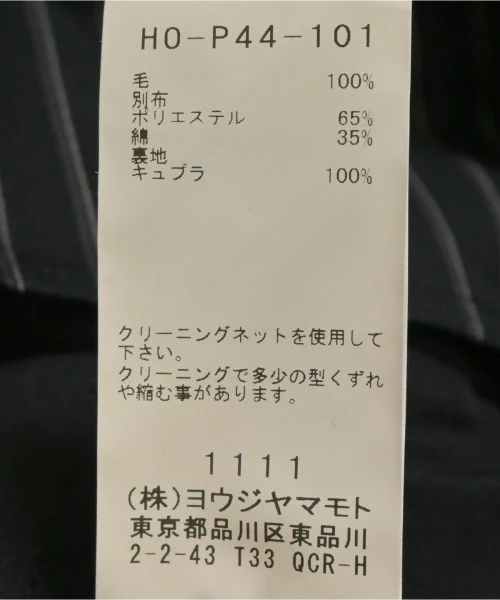 HO-P44-101
毛 100%
別布
ポリエステル 65%
綿 35%
裏地
キュプラ 100%
クリーニングネットを使用して
下さい。
クリーニングで多少の型くずれ
や縮む事があります。
1111
(株)ヨウジヤマモト
東京都品川区東品川
2-2-43 T33 QCR-H